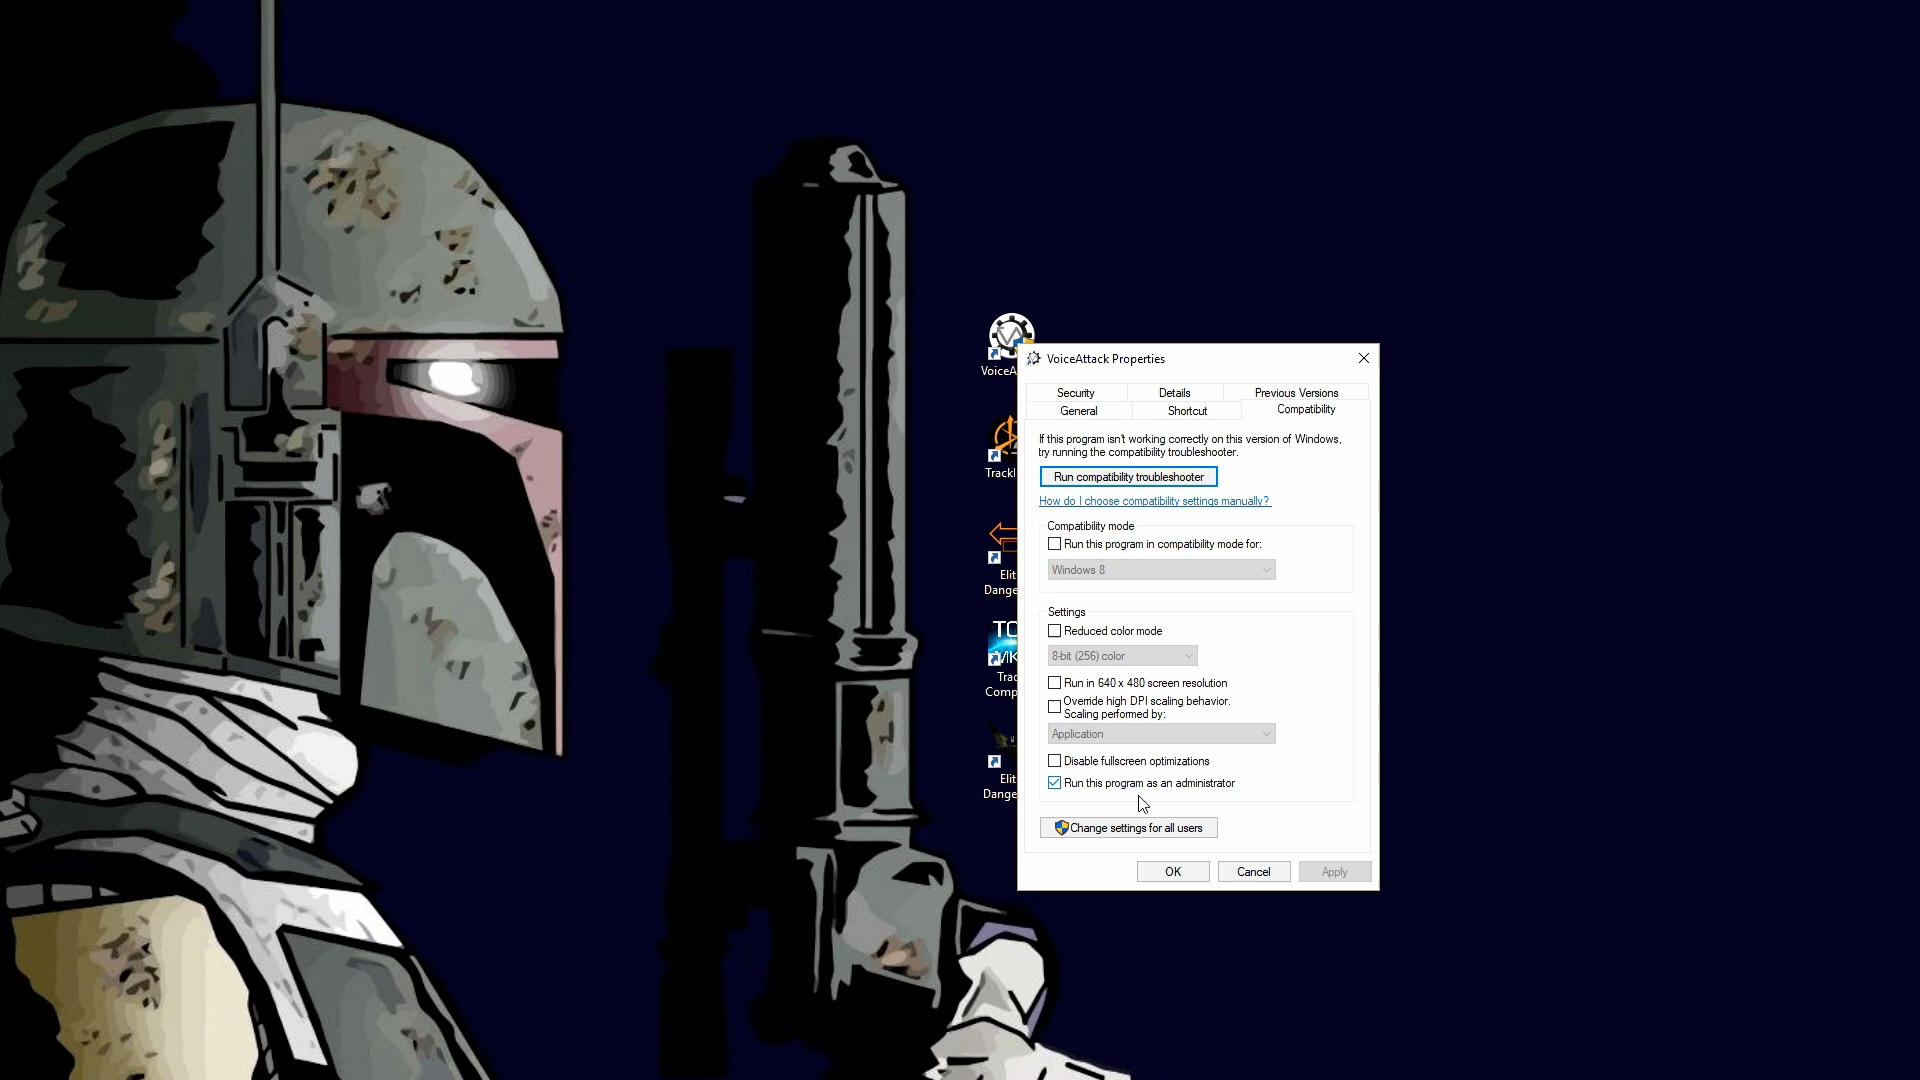 VoiceAttack Properties
Security
Details
Previous Versions
General
Shortcut
Compatibility
If this program isn't working correctly on this version of Windows,
try running the compatibility troubleshooter.
Run compatibility troubleshooter
How do I choose compatibility settings manually?
Compatibility mode
Run this program in compatibility mode for:
Windows 8
Settings
Reduced color mode
8-bit (256) color
Run in 640 x 480 screen resolution
Override high DPI scaling behavior.
Scaling performed by:
Application
Disable fullscreen optimizations
Run this program as an administrator
Change settings for all users
OK
Cancel
Apply
VoiceA
TrackI
Elit
Dange
TO
Trac
Comp
Elit
Dange